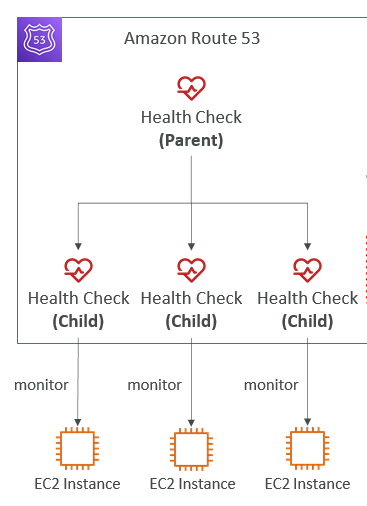 53
Amazon Route 53
Health Check
(Parent)
Health Check
(Child)
Health Check
(Child)
Health Check
(Child)
monitor
monitor
monitor
EC2 Instance
EC2 Instance
EC2 Instance